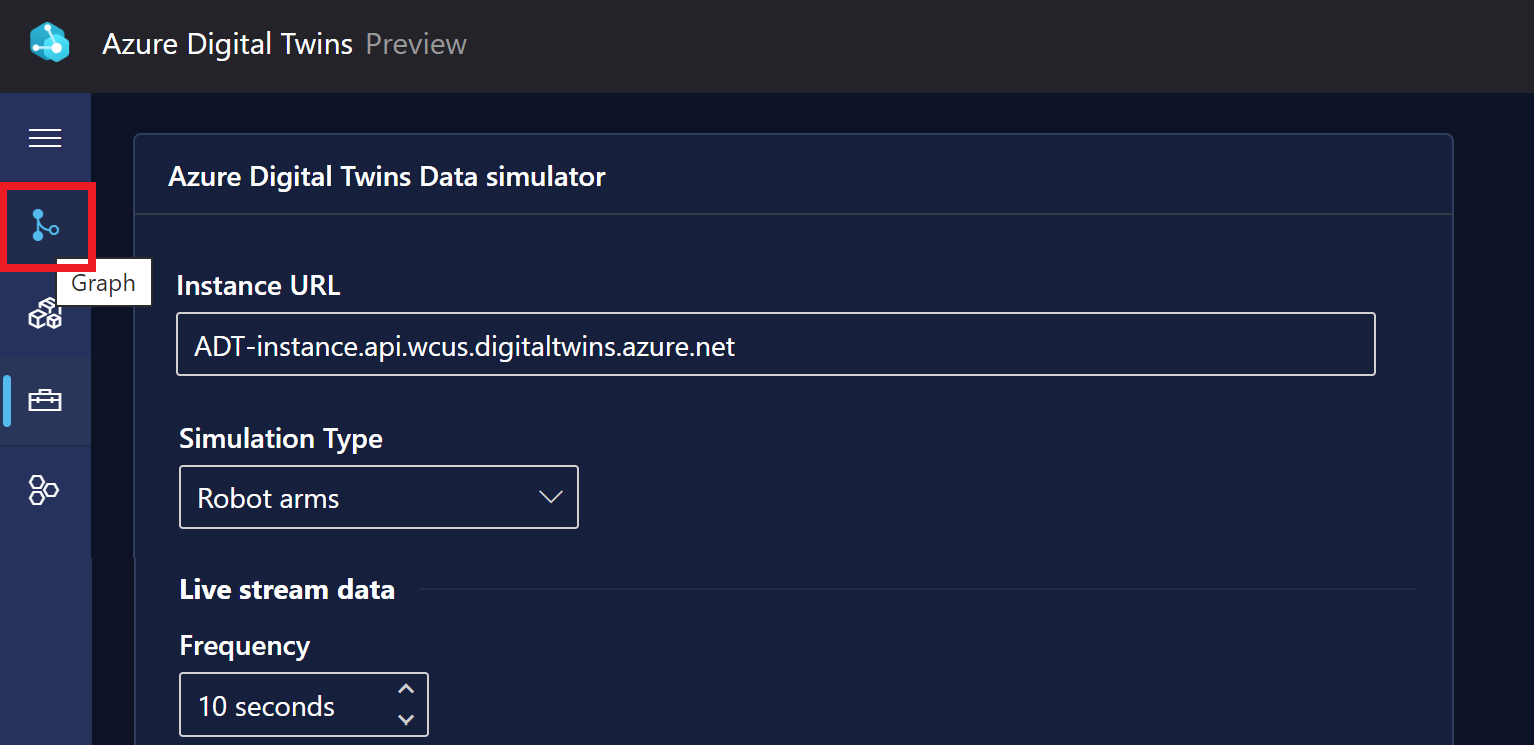 Azure Digital Twins Preview
Azure Digital Twins Data simulator
Graph
Instance URL
ADT-instance.api.wcus.digitaltwins.azure.net
Simulation Type
Robot arms
Live stream data
Frequency
10 seconds